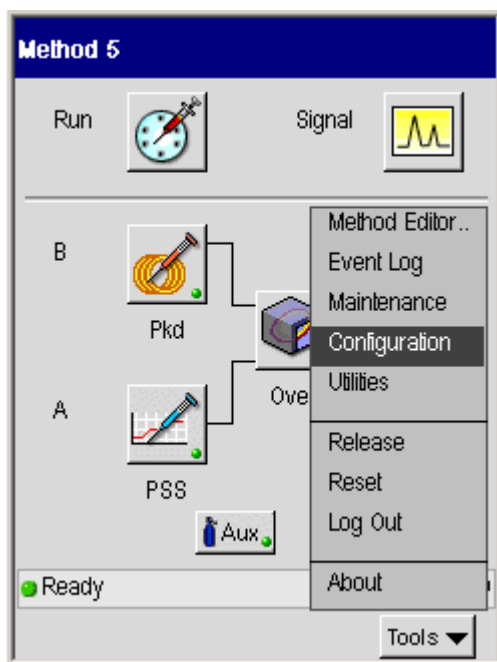 Method 5
Run
Signal
B
Pkd
A
PSS
Ove
Aux
Method Editor..
Event Log
Maintenance
Configuration
Utilities
Release
Reset
Log Out
About
Ready
Tools